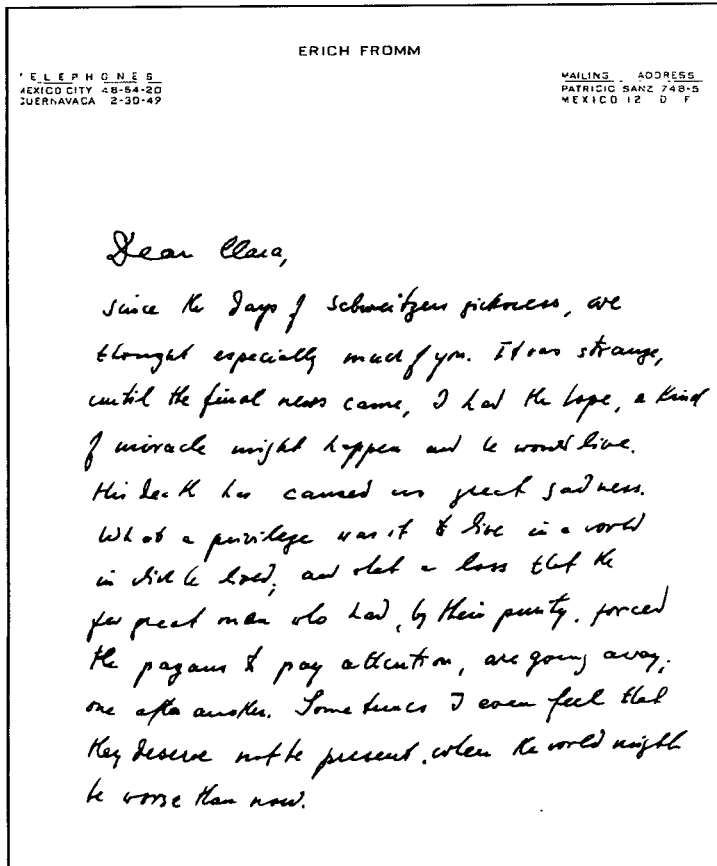 ERICH FROMM
TELEPHONES
MEXICO CITY 48-54-20
CUERNAVACA 2-30-49
MAILING ADDRESS
PATRICIO SANZ 748-5
MEXICO 12 D F
Dear Clara,
since the days of Schweitzers sickness, we
thought especially much of you. It was strange,
until the final news came, I had the hope, a kind
of miracle might happen and he would live.
His death has caused us great sadness.
What a privilege was it to live in a world
in which he lived, and what a loss that the
few great men who had, by their purity, forced
the pagans to pay attention, are going away,
one after another. Sometimes I even feel that
they deserve not be present, when the world might
be worse than now.